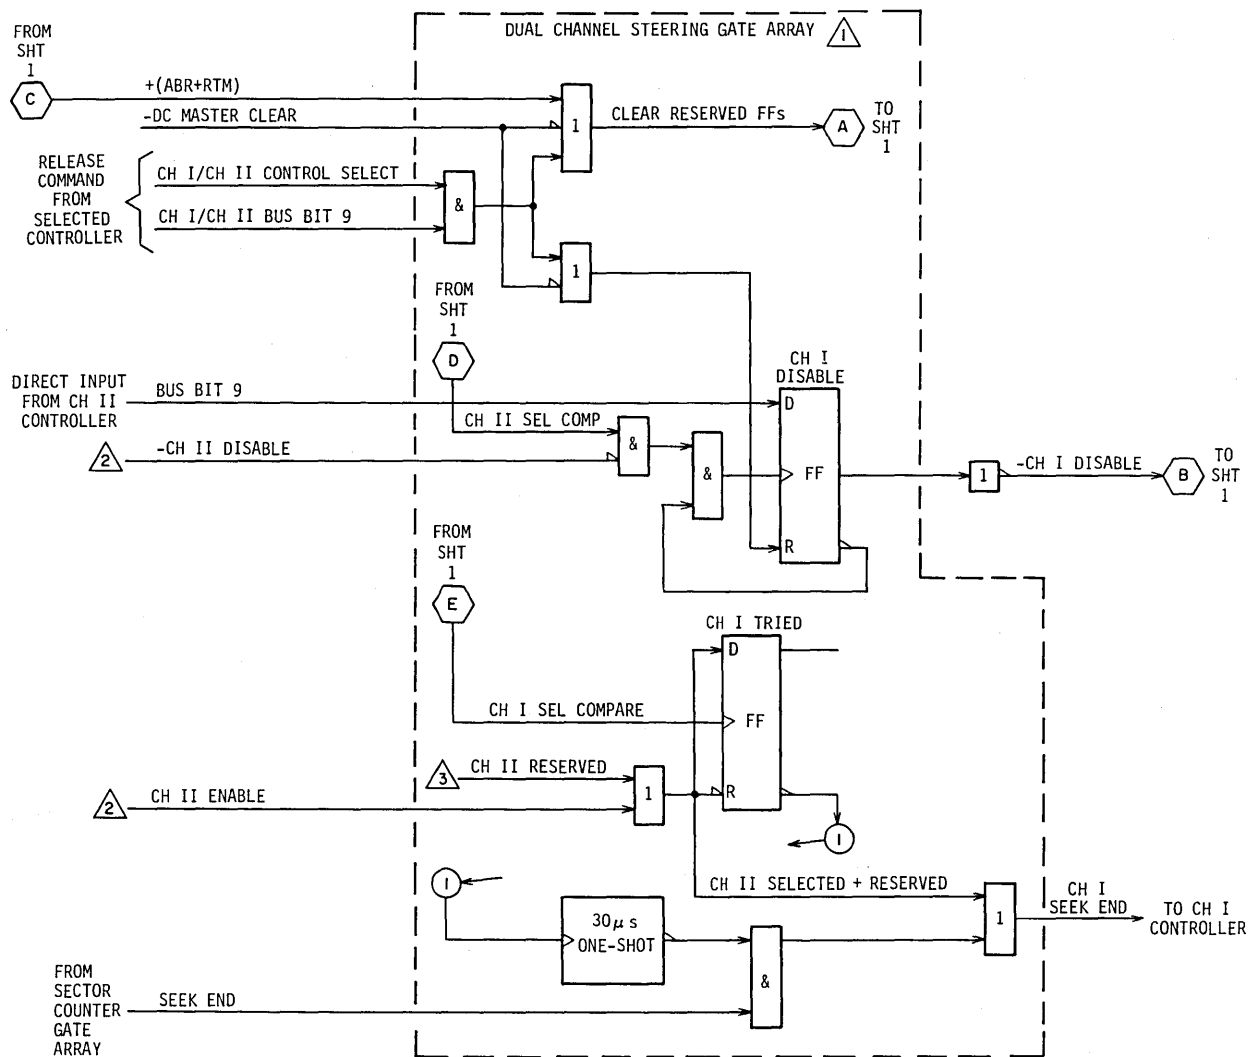 DUAL CHANNEL STEERING GATE ARRAY
1
FROM
SHT
1
C
+(ABR+RTM)
-DC MASTER CLEAR
1
CLEAR RESERVED FFs
A
TO
SHT
1
RELEASE
COMMAND
FROM
SELECTED
CONTROLLER
CH I/CH II CONTROL SELECT
CH I/CH II BUS BIT 9
&
1
FROM
SHT
1
D
CH I
DISABLE
DIRECT INPUT
FROM CH II
CONTROLLER
BUS BIT 9
D
CH II SEL COMP
2
-CH II DISABLE
&
&
FF
R
1
-CH I DISABLE
B
TO
SHT
1
FROM
SHT
1
E
CH I TRIED
D
CH I SEL COMPARE
FF
3
CH II RESERVED
R
2
CH II ENABLE
1
1
1
CH II SELECTED + RESERVED
30μs
ONE-SHOT
&
1
CH I
SEEK END
TO CH I
CONTROLLER
FROM
SECTOR
COUNTER
GATE
ARRAY
SEEK END